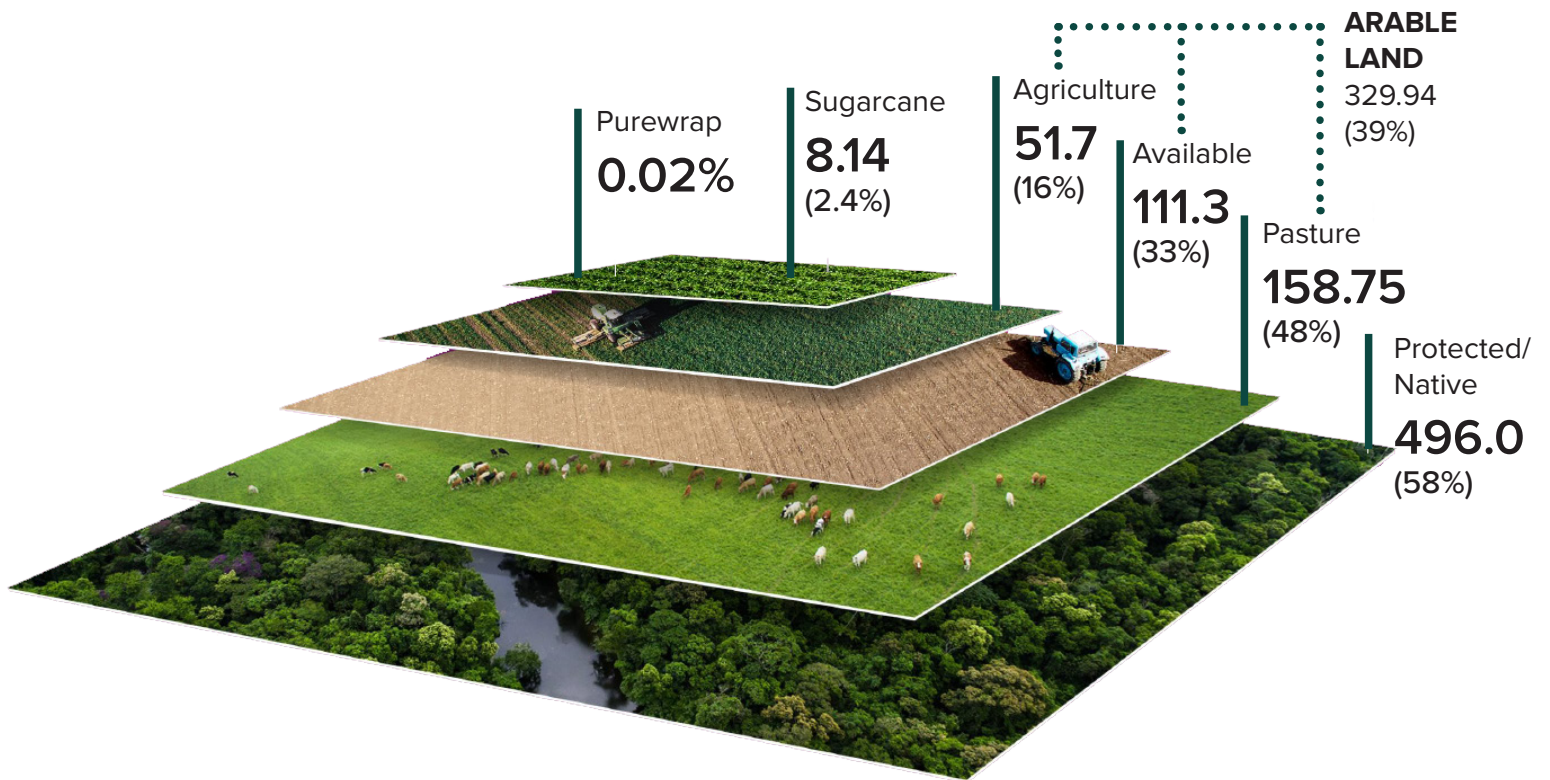 Purewrap
0.02%
Sugarcane
8.14
(2.4%)
Agriculture
51.7
(16%)
Available
111.3
(33%)
Pasture
158.75
(48%)
Protected/
Native
496.0
(58%)
ARABLE
LAND
329.94
(39%)